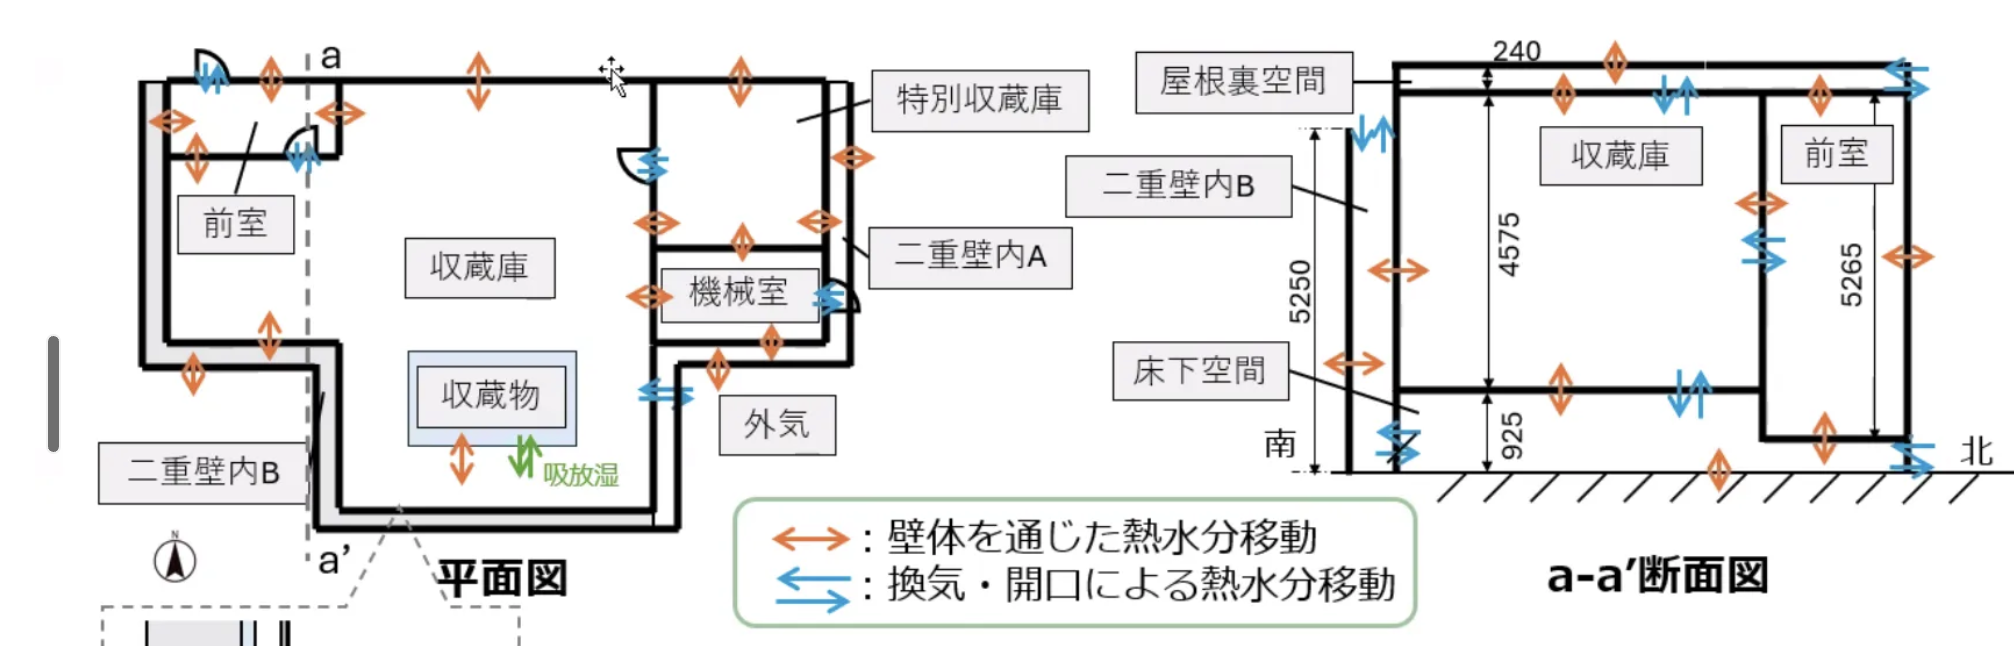 a
特別収蔵庫
前室
収蔵庫
二重壁内A
機械室
収蔵物
吸放湿
外気
二重壁内B
N
a’
平面図
240
屋根裏空間
収蔵庫
前室
二重壁内B
4575
5265
5250
床下空間
925
南
北
：壁体を通じた熱水分移動
：換気・開口による熱水分移動
a-a’断面図